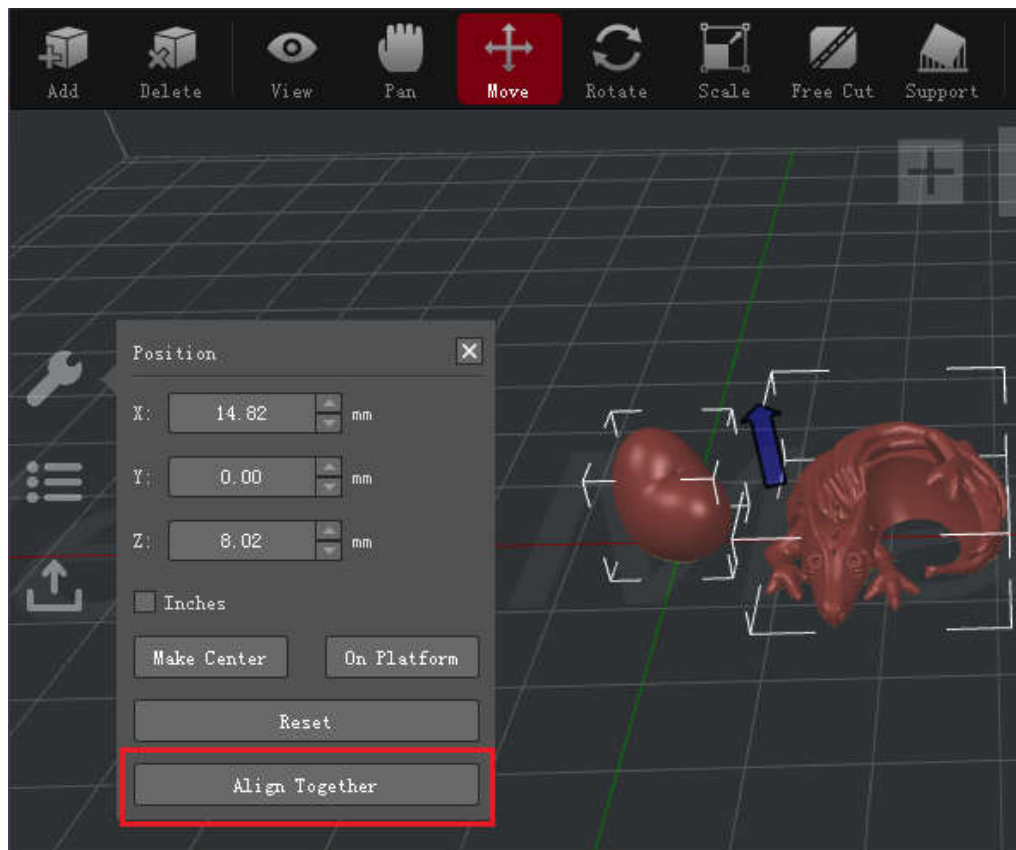 Add Delete View Pan Move Rotate Scale Free Cut Support
Position
X: 14.82 mm
Y: 0.00 mm
Z: 8.02 mm
Inches
Make Center On Platform
Reset
Align Together